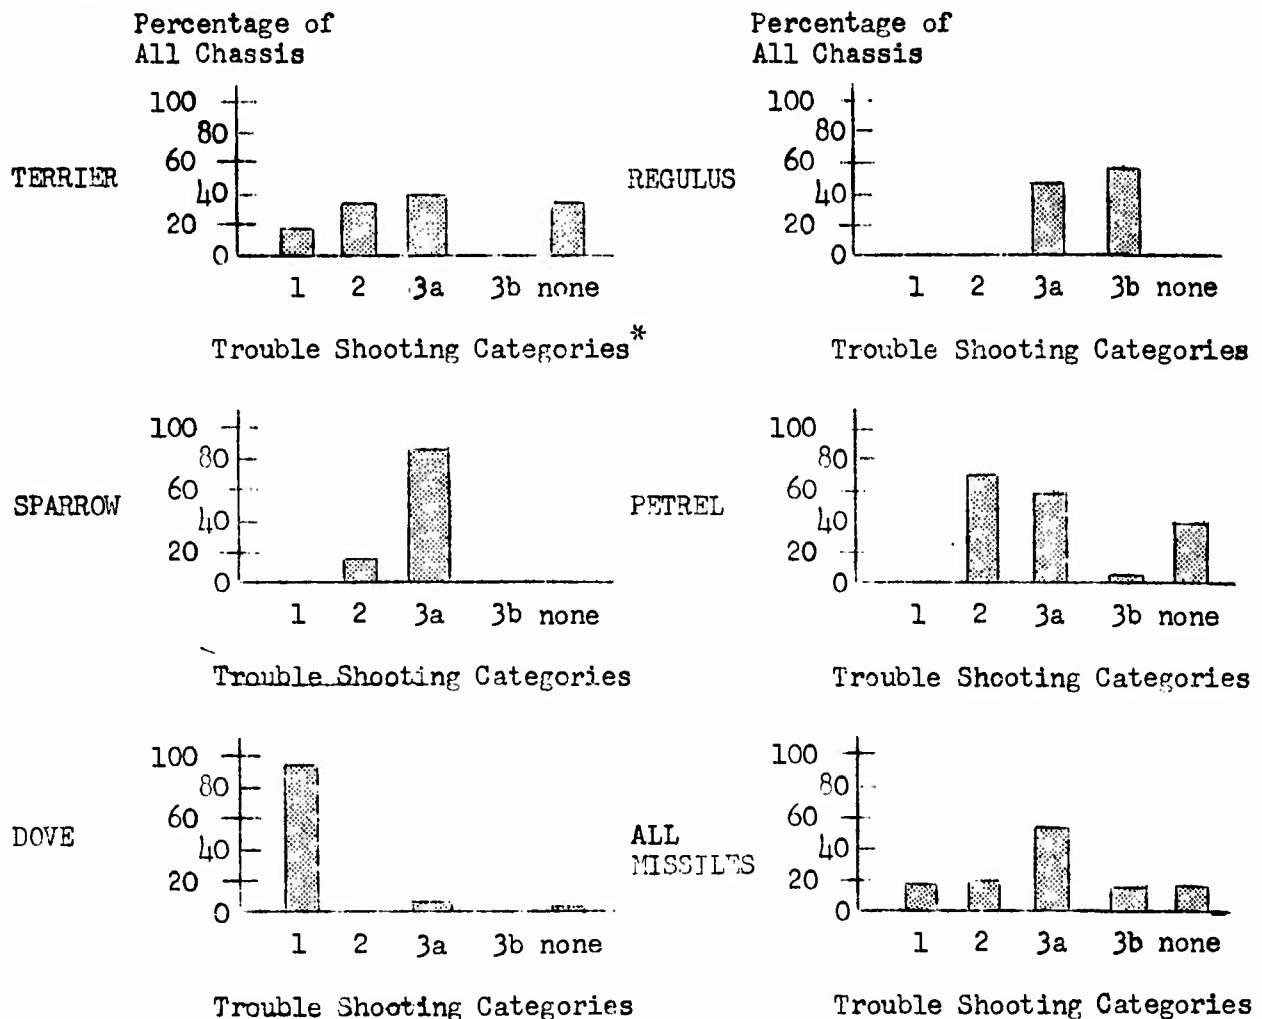 Percentage of
All Chassis
100
80
60
40
20
0
TERRIER
1 2 3a 3b none
Trouble Shooting Categories*
Percentage of
All Chassis
100
80
60
40
20
0
REGULUS
1 2 3a 3b none
Trouble Shooting Categories
100
80
60
40
20
0
SPARROW
1 2 3a 3b none
Trouble Shooting Categories
100
80
60
40
20
0
PETREL
1 2 3a 3b none
Trouble Shooting Categories
100
80
60
40
20
0
DOVE
1 2 3a 3b none
Trouble Shooting Categories
100
80
60
40
20
0
ALL
MISSILES
1 2 3a 3b none
Trouble Shooting Categories